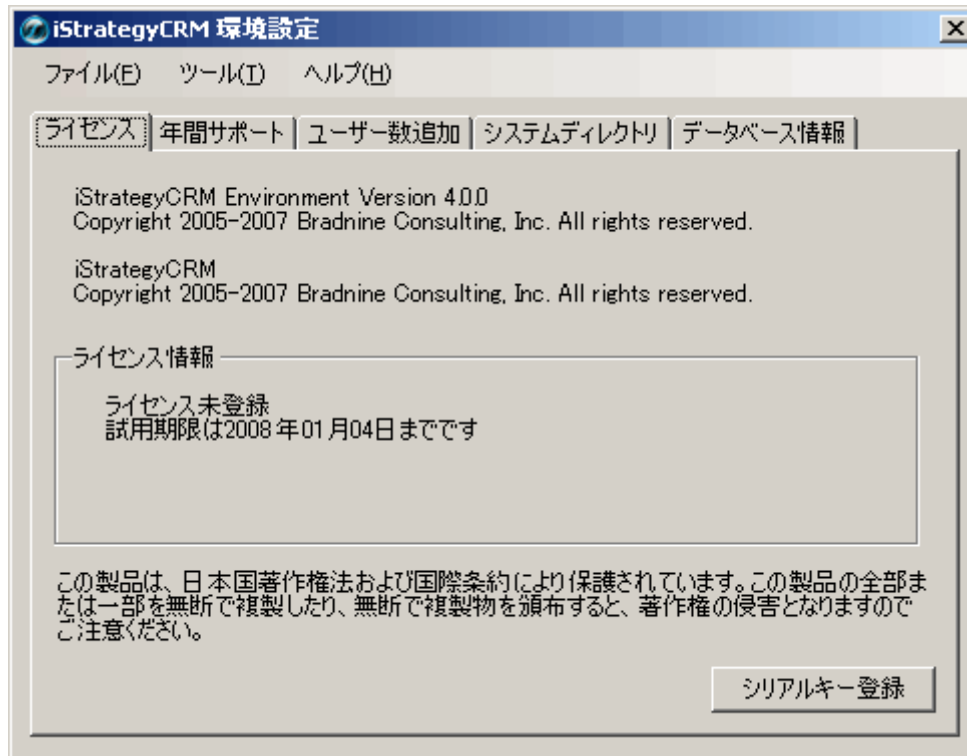 iStrategyCRM 環境設定
ファイル(F) ツール(T) ヘルプ(H)
ライセンス 年間サポート ユーザー数追加 システムディレクトリ データベース情報
iStrategyCRM Environment Version 4.0.0
Copyright 2005-2007 Bradnine Consulting, Inc. All rights reserved.
iStrategyCRM
Copyright 2005-2007 Bradnine Consulting, Inc. All rights reserved.
ライセンス情報
ライセンス未登録
試用期限は2008年01月04日までです
この製品は、日本国著作権法および国際条約により保護されています。この製品の全部ま
たは一部を無断で複製したり、無断で複製物を頒布すると、著作権の侵害となりますので
ご注意ください。
シリアルキー登録